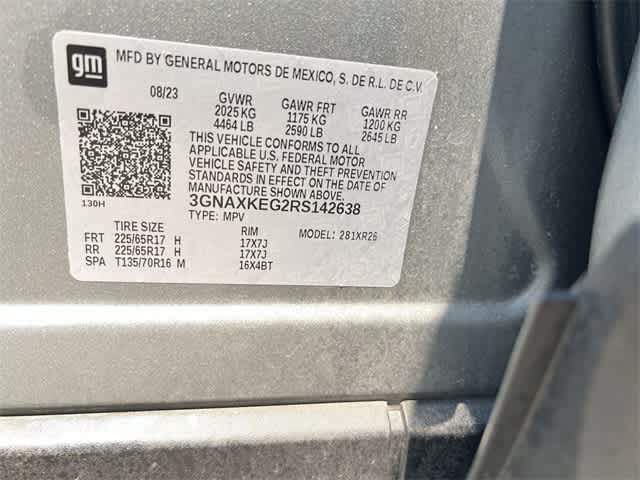 gm
MFD BY GENERAL MOTORS DE MEXICO, S. DE R.L. DE C.V.
08/23 GVWR GAWR FRT GAWR RR
2025 KG 1175 KG 1200 KG
4464 LB 2590 LB 2645 LB
THIS VEHICLE CONFORMS TO ALL
APPLICABLE U.S. FEDERAL MOTOR
VEHICLE SAFETY AND THEFT PREVENTION
STANDARDS IN EFFECT ON THE DATE OF
MANUFACTURE SHOWN ABOVE.
130H 3GNAXKEG2RS142638
TYPE: MPV
TIRE SIZE RIM MODEL: 281XR26
FRT 225/65R17 H 17X7J
RR 225/65R17 H 17X7J
SPA T135/70R16 M 16X4BT